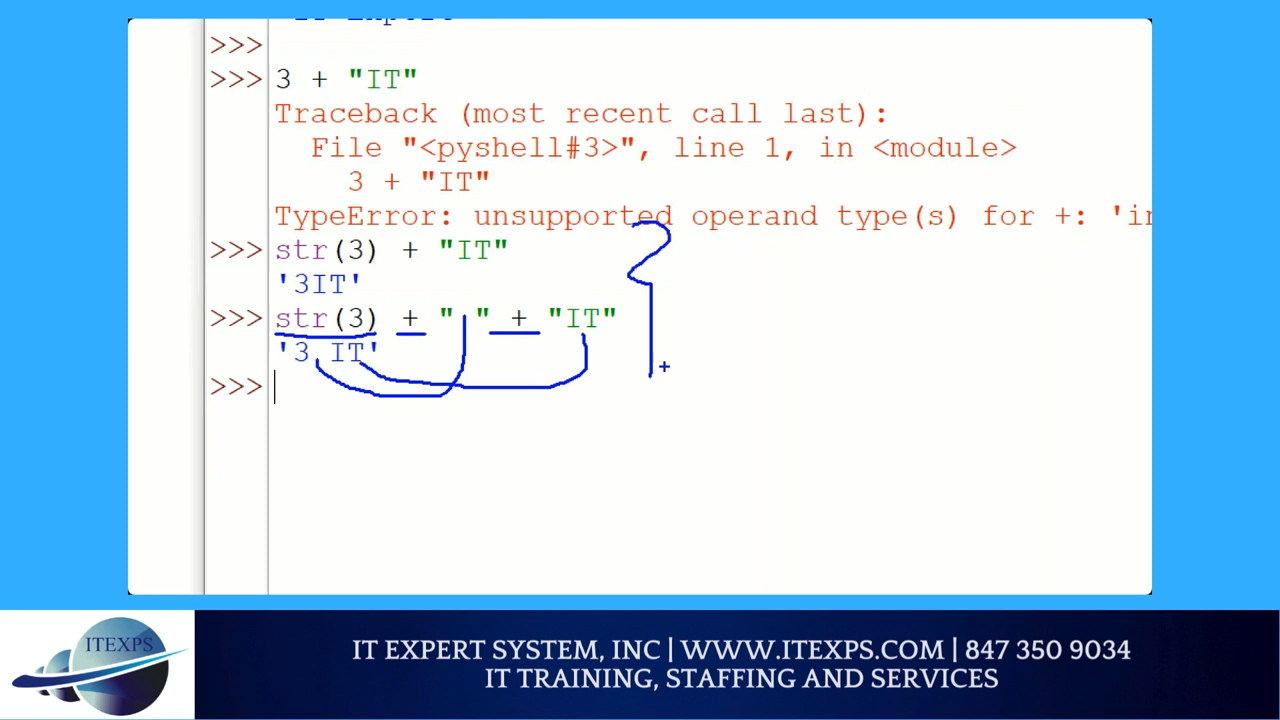 >>>
>>> 3 + "IT"
Traceback (most recent call last):
  File "<pyshell#3>", line 1, in <module>
    3 + "IT"
TypeError: unsupported operand type(s) for +:
>>> str(3) + "IT"
'3IT'
>>> str(3) + " " + "IT"
'3 IT'
>>>
ITEXPS
IT EXPERT SYSTEM, INC | WWW.ITEXPS.COM | 847 350 9034
IT TRAINING, STAFFING AND SERVICES